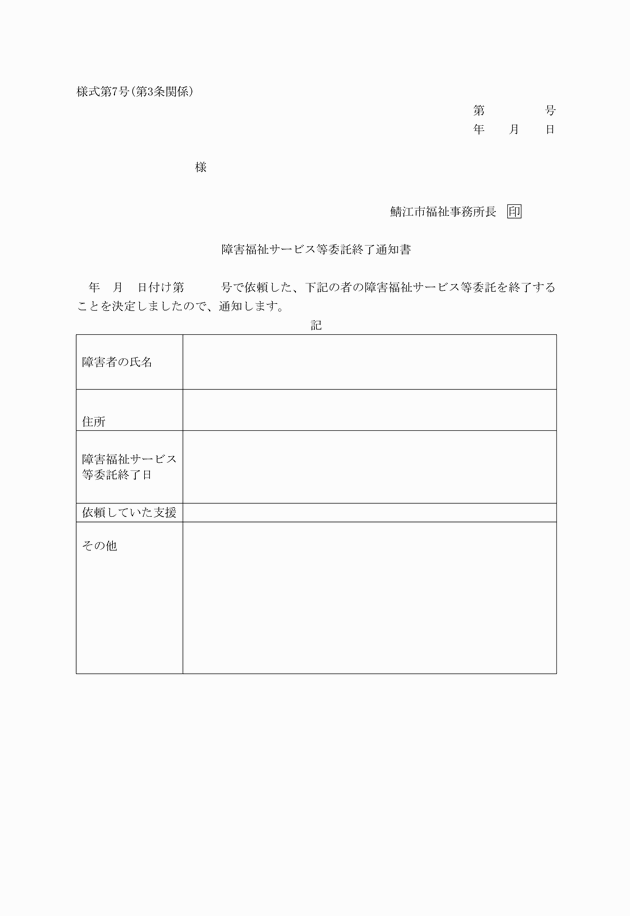 様式第7号(第3条関係)
第　　　　　号
年　　月　　日
様
鯖江市福祉事務所長　印
障害福祉サービス等委託終了通知書
　年　月　日付け第　　　号で依頼した、下記の者の障害福祉サービス等委託を終了する
ことを決定しましたので、通知します。
記
障害者の氏名
住所
障害福祉サービス
等委託終了日
依頼していた支援
その他